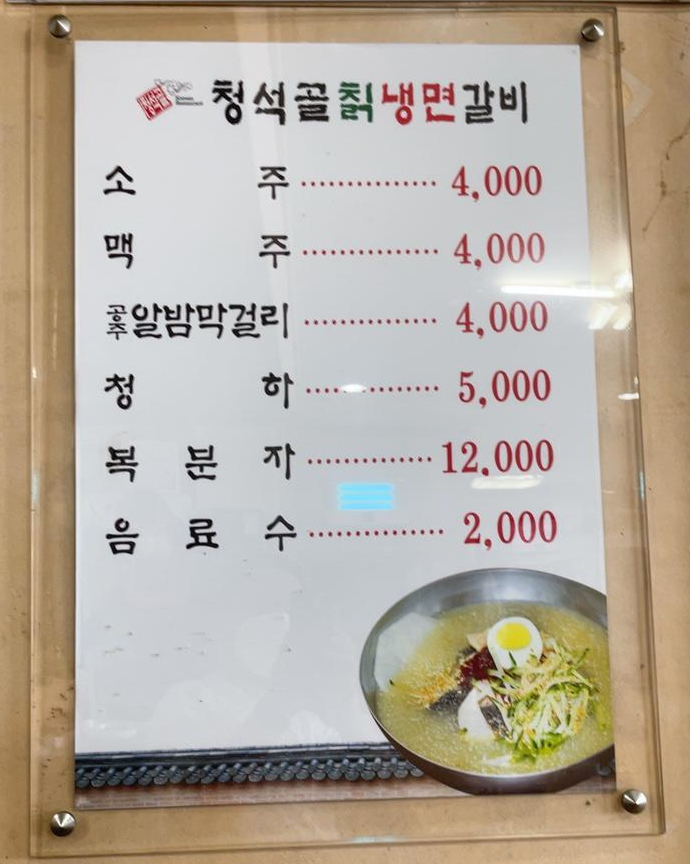 청석골 칡냉면갈비
소 주 ··············· 4,000
맥 주 ··············· 4,000
공주알밤막걸리 ··············· 4,000
청 하 ··············· 5,000
복 분 자 ·············· 12,000
음 료 수 ··············· 2,000